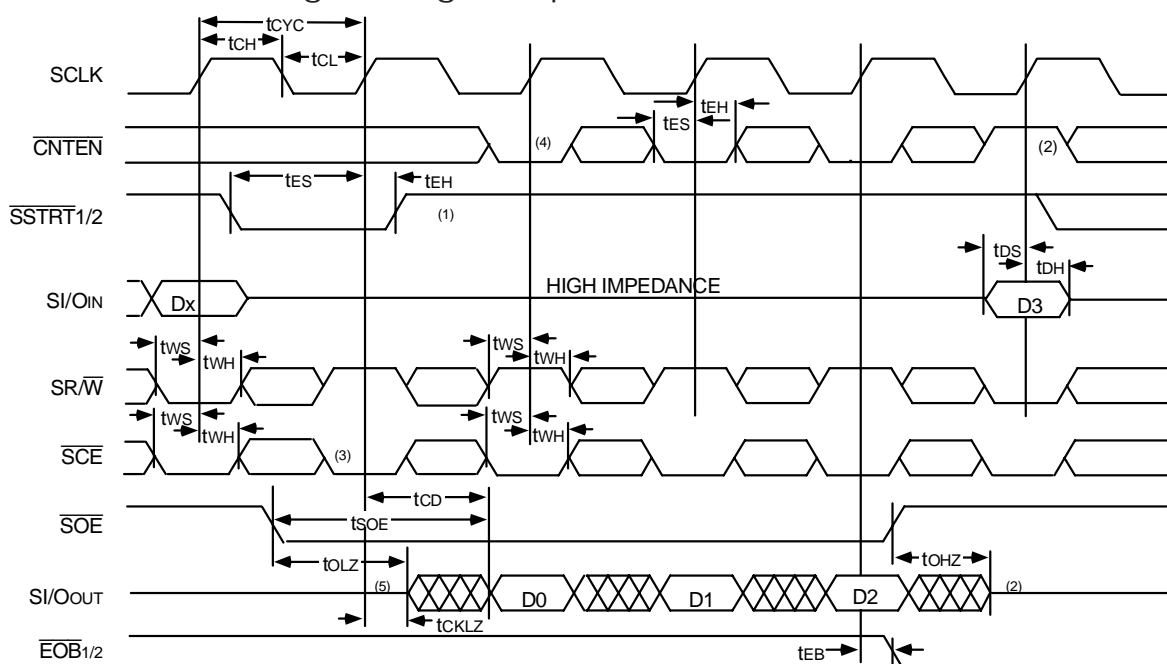 tCYC
tCH
tCL
SCLK
tEH
tES
CNTEN
(4)
(2)
tES
tEH
SSTRT1/2
(1)
tDS
tDH
SI/OIN
Dx
HIGH IMPEDANCE
D3
tWS
tWH
tWS
tWH
SR/W
tWS
tWH
tWS
tWH
SCE
(3)
tCD
SOE
tSOE
tOLZ
tOHZ
SI/OOUT
(5)
D0
D1
D2
(2)
tCKLZ
EOB1/2
tEB